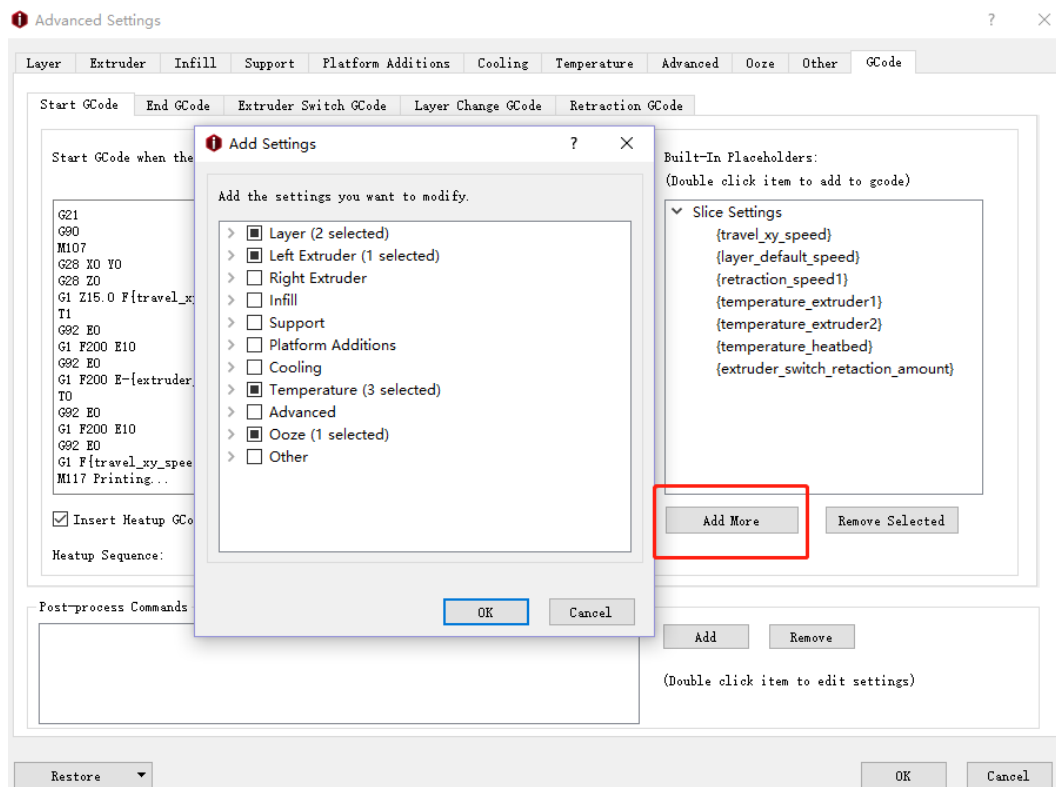 Advanced Settings
Layer Extruder Infill Support Platform Additions Cooling Temperature Advanced Ooze Other GCode
Start GCode End GCode Extruder Switch GCode Layer Change GCode Retraction GCode
Start GCode when the
G21
G90
M107
G28 X0 Y0
G28 Z0
G1 Z15.0 F{travel_x
T1
G92 E0
G1 F200 E10
G92 E0
G1 F200 E-{extruder
T0
G92 E0
G1 F200 E10
G92 E0
G1 F{travel_xy_spee
M117 Printing...
Insert Heatup GCo
Heatup Sequence:
Add Settings
Add the settings you want to modify.
Layer (2 selected)
Left Extruder (1 selected)
Right Extruder
Infill
Support
Platform Additions
Cooling
Temperature (3 selected)
Advanced
Ooze (1 selected)
Other
OK Cancel
Built-In Placeholders:
(Double click item to add to gcode)
Slice Settings
{travel_xy_speed}
{layer_default_speed}
{retraction_speed1}
{temperature_extruder1}
{temperature_extruder2}
{temperature_heatbed}
{extruder_switch_retaction_amount}
Add More Remove Selected
Post-process Commands
Add Remove
(Double click item to edit settings)
Restore OK Cancel